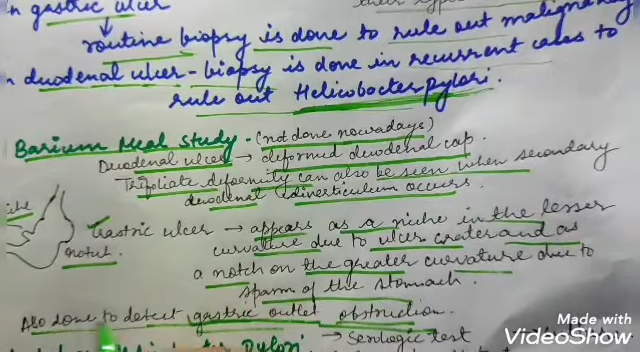 n gastric ulcer
routine biopsy is done to rule out malignancy
n duodenal ulcer - biopsy is done in recurrent cases to
rule out Helicobacter pylori.
Barium Meal Study - (not done nowadays)
Duodenal ulcer → deformed duodenal cap.
Trifoliate deformity can also be seen when secondary
duodenal diverticulum occurs.
Gastric ulcer → appears as a niche in the lesser
curvature due to ulcer crater and as
notch.
a notch on the greater curvature due to
spasm of the stomach.
Also done to detect gastric outlet obstruction.
Pylori → Serologic test
Made with
VideoShow